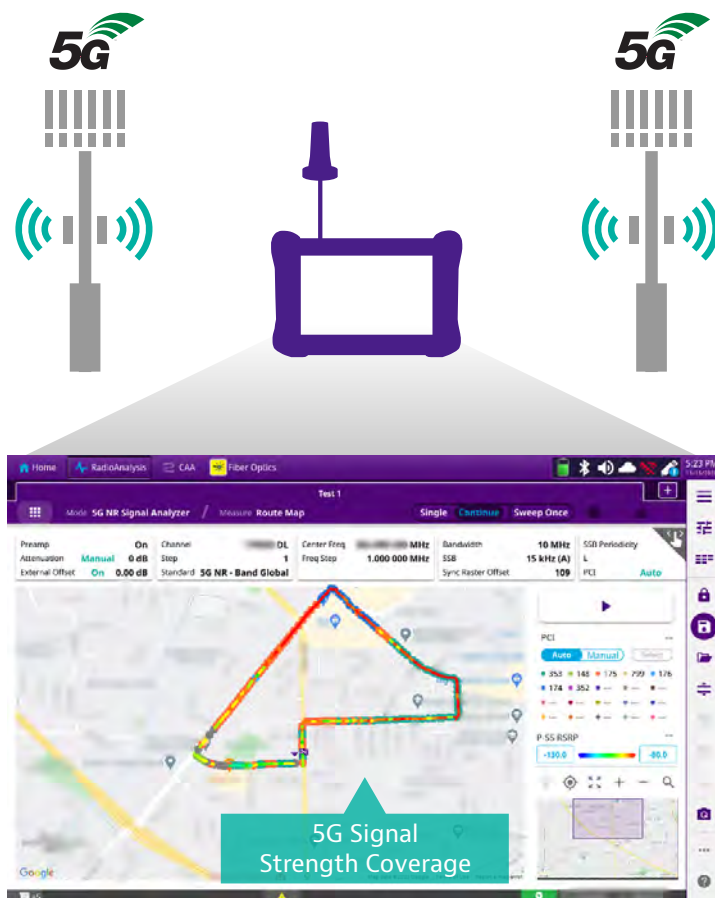 5G 5G
Home RadioAnalysis CAA Fiber Optics 5:23 PM
Test 1 +
Mode 5G NR Signal Analyzer / Measure Route Map Single Continue Sweep Once
Preamp On Channel DL Center Freq MHz Bandwidth 10 MHz SSB Periodicity
Attenuation Manual 0 dB Step 1 Freq Step 1.000 000 MHz SSB 15 kHz (A) L
External Offset On 0.00 dB Standard 5G NR - Band Global Sync Raster Offset 109 PCI Auto
PCI --
Auto Manual Select
353 148 175 799 176
174 352 -- -- --
-- -- -- -- --
-- -- -- -- --
P-SS RSRP --
-130.0 -80.0
5G Signal
Strength Coverage
Google